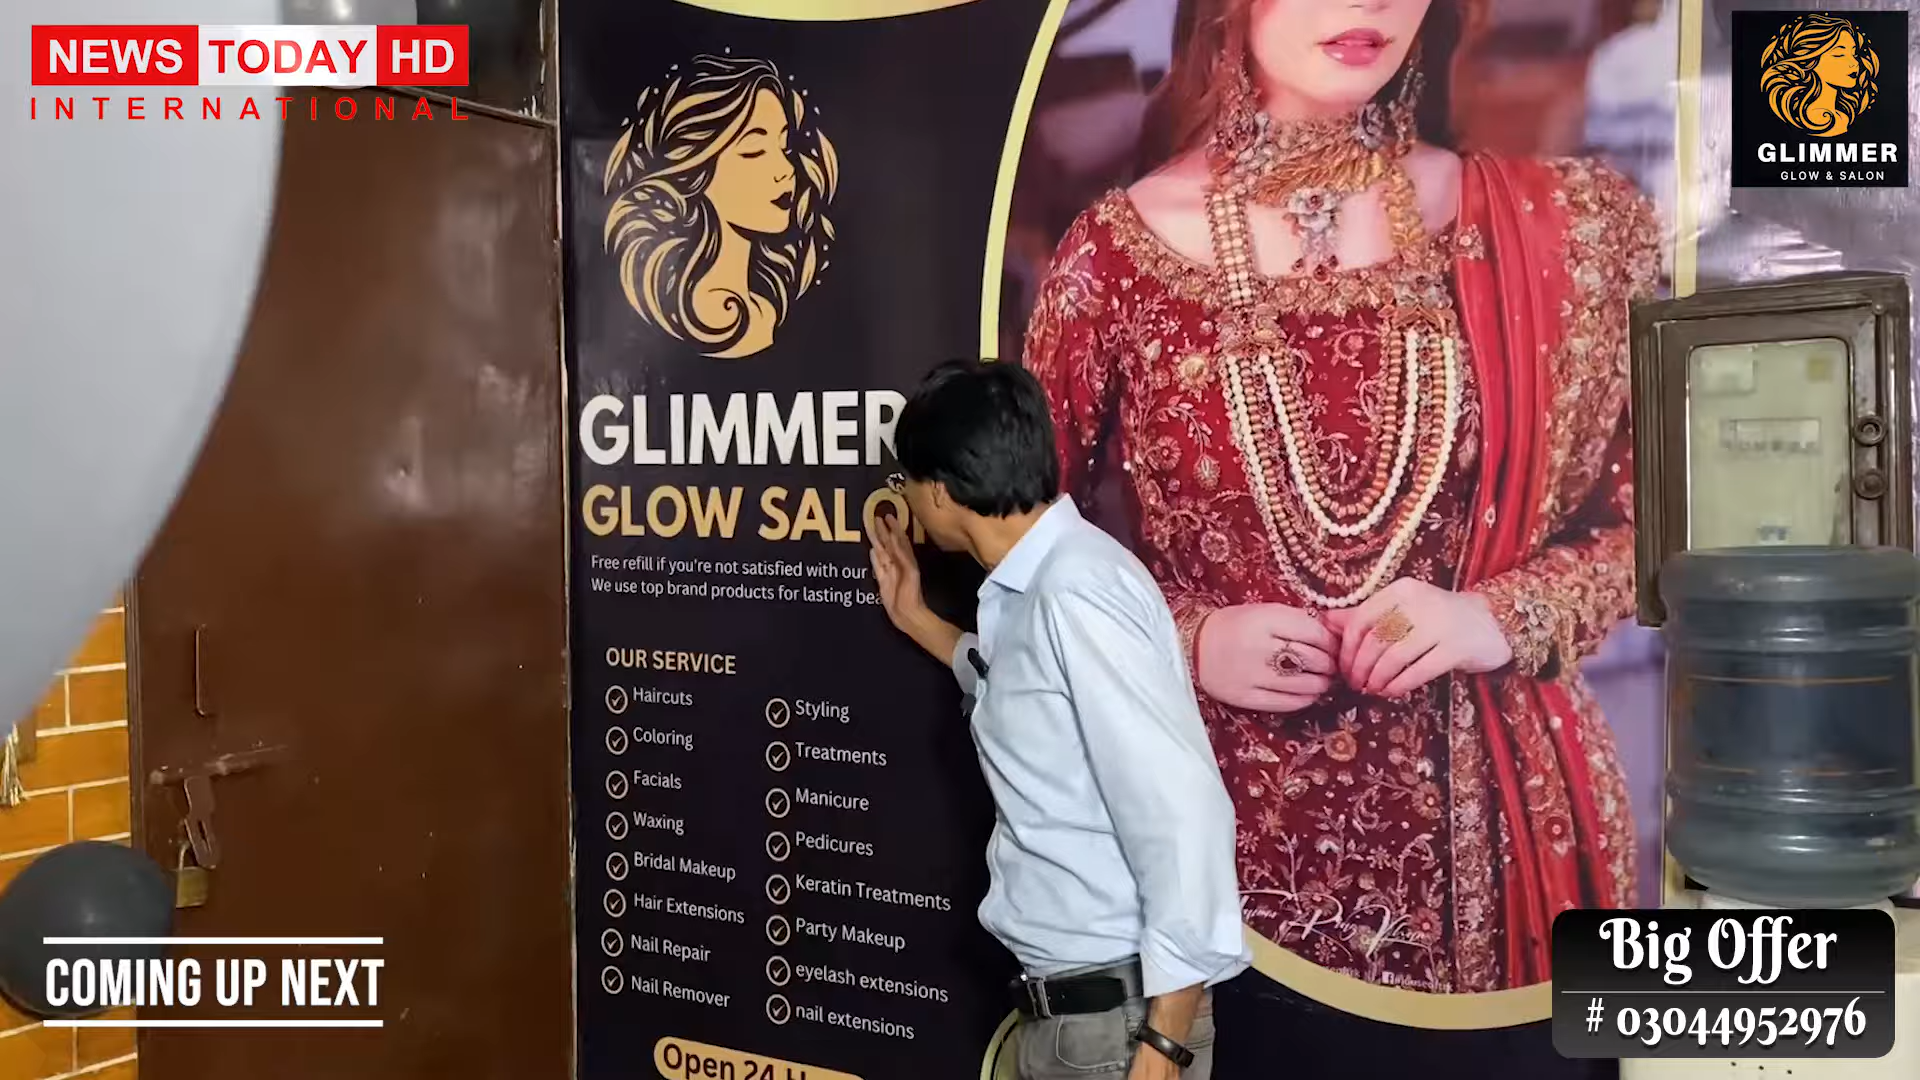 NEWS TODAY HD
INTERNATIONAL
GLIMMER
GLOW & SALON
GLIMMER
GLOW SALON
Free refill if you're not satisfied with our
We use top brand products for lasting
OUR SERVICE
Haircuts
Coloring
Facials
Waxing
Bridal Makeup
Hair Extensions
Nail Repair
Nail Remover
Styling
Treatments
Manicure
Pedicures
Keratin Treatments
Party Makeup
eyelash extensions
nail extensions
Open 24
COMING UP NEXT
Big Offer
# 03044952976